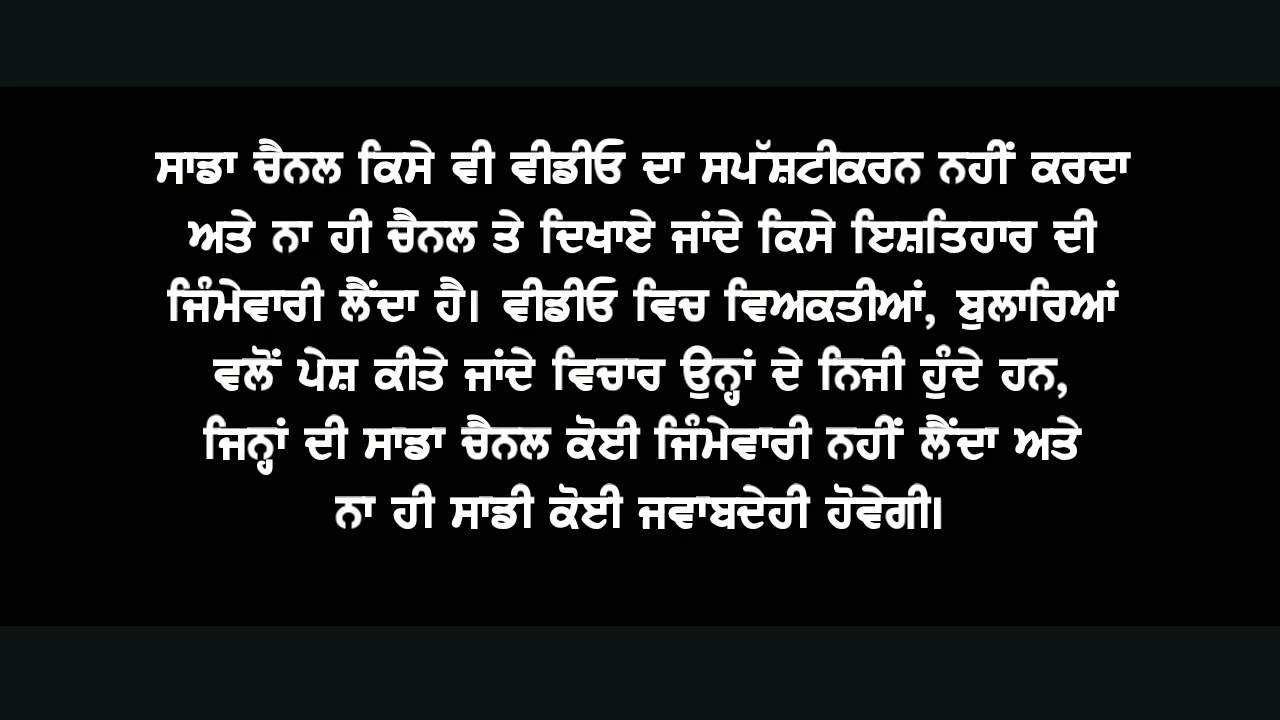 ਸਾਡਾ ਚੈਨਲ ਕਿਸੇ ਵੀ ਵੀਡੀਓ ਦਾ ਸਪੱਸ਼ਟੀਕਰਨ ਨਹੀਂ ਕਰਦਾ
ਅਤੇ ਨਾ ਹੀ ਚੈਨਲ ਤੇ ਦਿਖਾਏ ਜਾਂਦੇ ਕਿਸੇ ਇਸ਼ਤਿਹਾਰ ਦੀ
ਜਿੰਮੇਵਾਰੀ ਲੈਂਦਾ ਹੈ। ਵੀਡੀਓ ਵਿਚ ਵਿਅਕਤੀਆਂ, ਬੁਲਾਰਿਆਂ
ਵਲੋਂ ਪੇਸ਼ ਕੀਤੇ ਜਾਂਦੇ ਵਿਚਾਰ ਉਨ੍ਹਾਂ ਦੇ ਨਿਜੀ ਹੁੰਦੇ ਹਨ,
ਜਿਨ੍ਹਾਂ ਦੀ ਸਾਡਾ ਚੈਨਲ ਕੋਈ ਜਿੰਮੇਵਾਰੀ ਨਹੀਂ ਲੈਂਦਾ ਅਤੇ
ਨਾ ਹੀ ਸਾਡੀ ਕੋਈ ਜਵਾਬਦੇਹੀ ਹੋਵੇਗੀ।